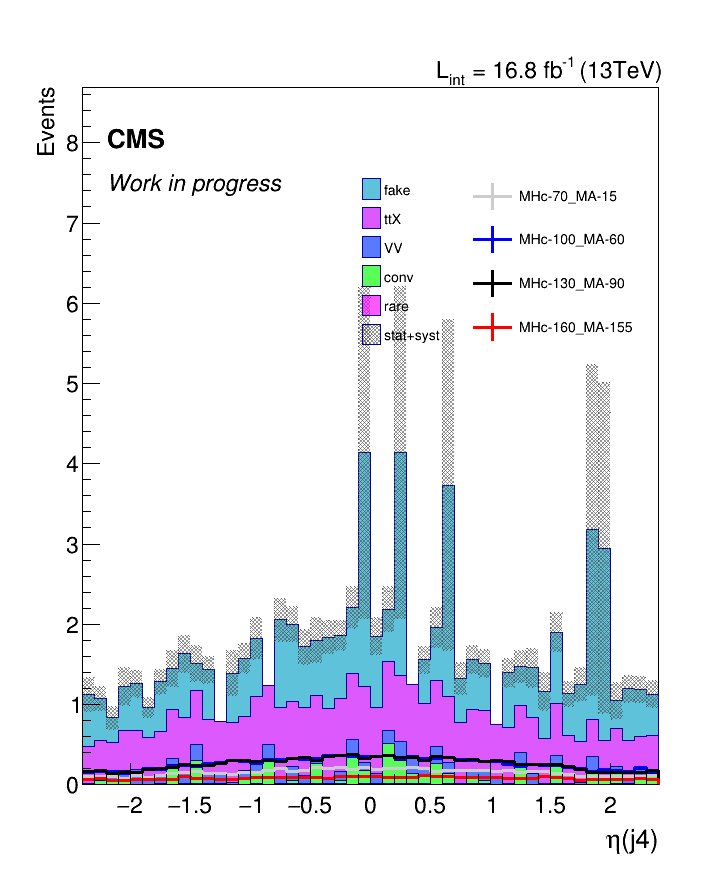 L_int = 16.8 fb^-1 (13TeV)
Events
CMS
Work in progress
fake
ttX
VV
conv
rare
stat+syst
MHc-70_MA-15
MHc-100_MA-60
MHc-130_MA-90
MHc-160_MA-155
8
7
6
5
4
3
2
1
0
−2 −1.5 −1 −0.5 0 0.5 1 1.5 2
η(j4)